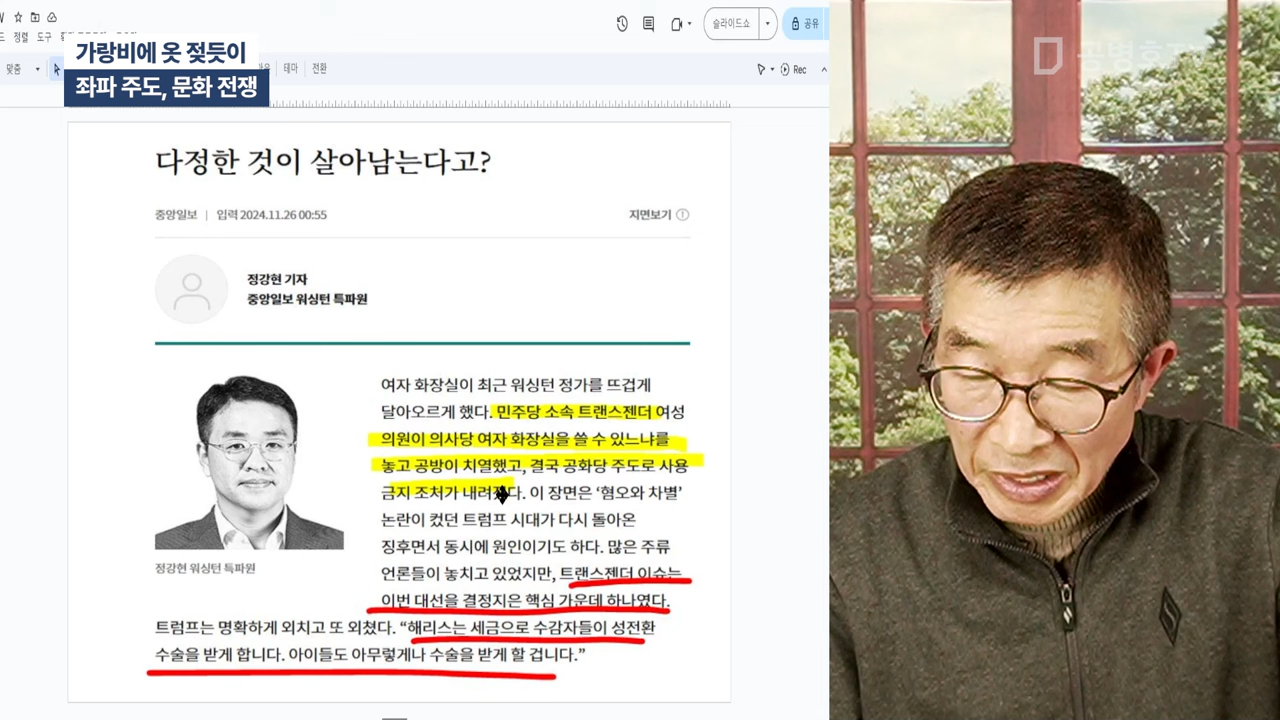 정렬 도구
슬라이드쇼
공유
가랑비에 옷 젖듯이
좌파 주도, 문화 전쟁
맞춤
테마
전환
Rec
다정한 것이 살아남는다고?
중앙일보 | 입력 2024.11.26 00:55
지면보기
정강현 기자
중앙일보 워싱턴 특파원
여자 화장실이 최근 워싱턴 정가를 뜨겁게
달아오르게 했다. 민주당 소속 트랜스젠더 여성
의원이 의사당 여자 화장실을 쓸 수 있느냐를
놓고 공방이 치열했고, 결국 공화당 주도로 사용
금지 조처가 내려졌다. 이 장면은 ‘혐오와 차별’
논란이 컸던 트럼프 시대가 다시 돌아온
징후면서 동시에 원인이기도 하다. 많은 주류
언론들이 놓치고 있었지만, 트랜스젠더 이슈는
이번 대선을 결정지은 핵심 가운데 하나였다.
정강현 워싱턴 특파원
트럼프는 명확하게 외치고 또 외쳤다. “해리스는 세금으로 수감자들이 성전환
수술을 받게 합니다. 아이들도 아무렇게나 수술을 받게 할 겁니다.”
공병호